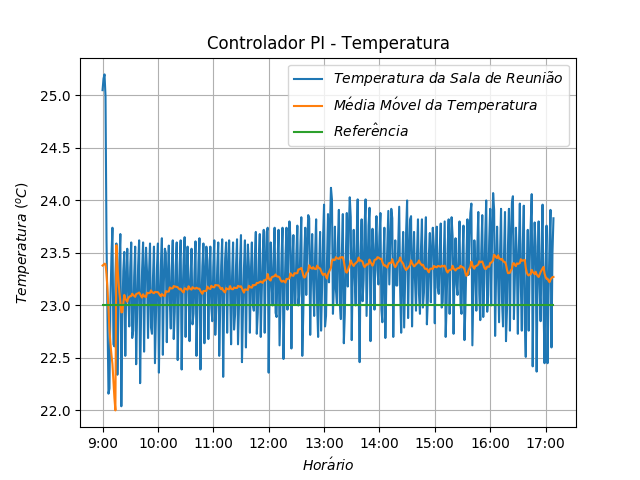 Controlador PI - Temperatura
Temperatura da Sala de Reunião
Média Móvel da Temperatura
Referência
Temperatura (ºC)
25.0
24.5
24.0
23.5
23.0
22.5
22.0
9:00 10:00 11:00 12:00 13:00 14:00 15:00 16:00 17:00
Horário